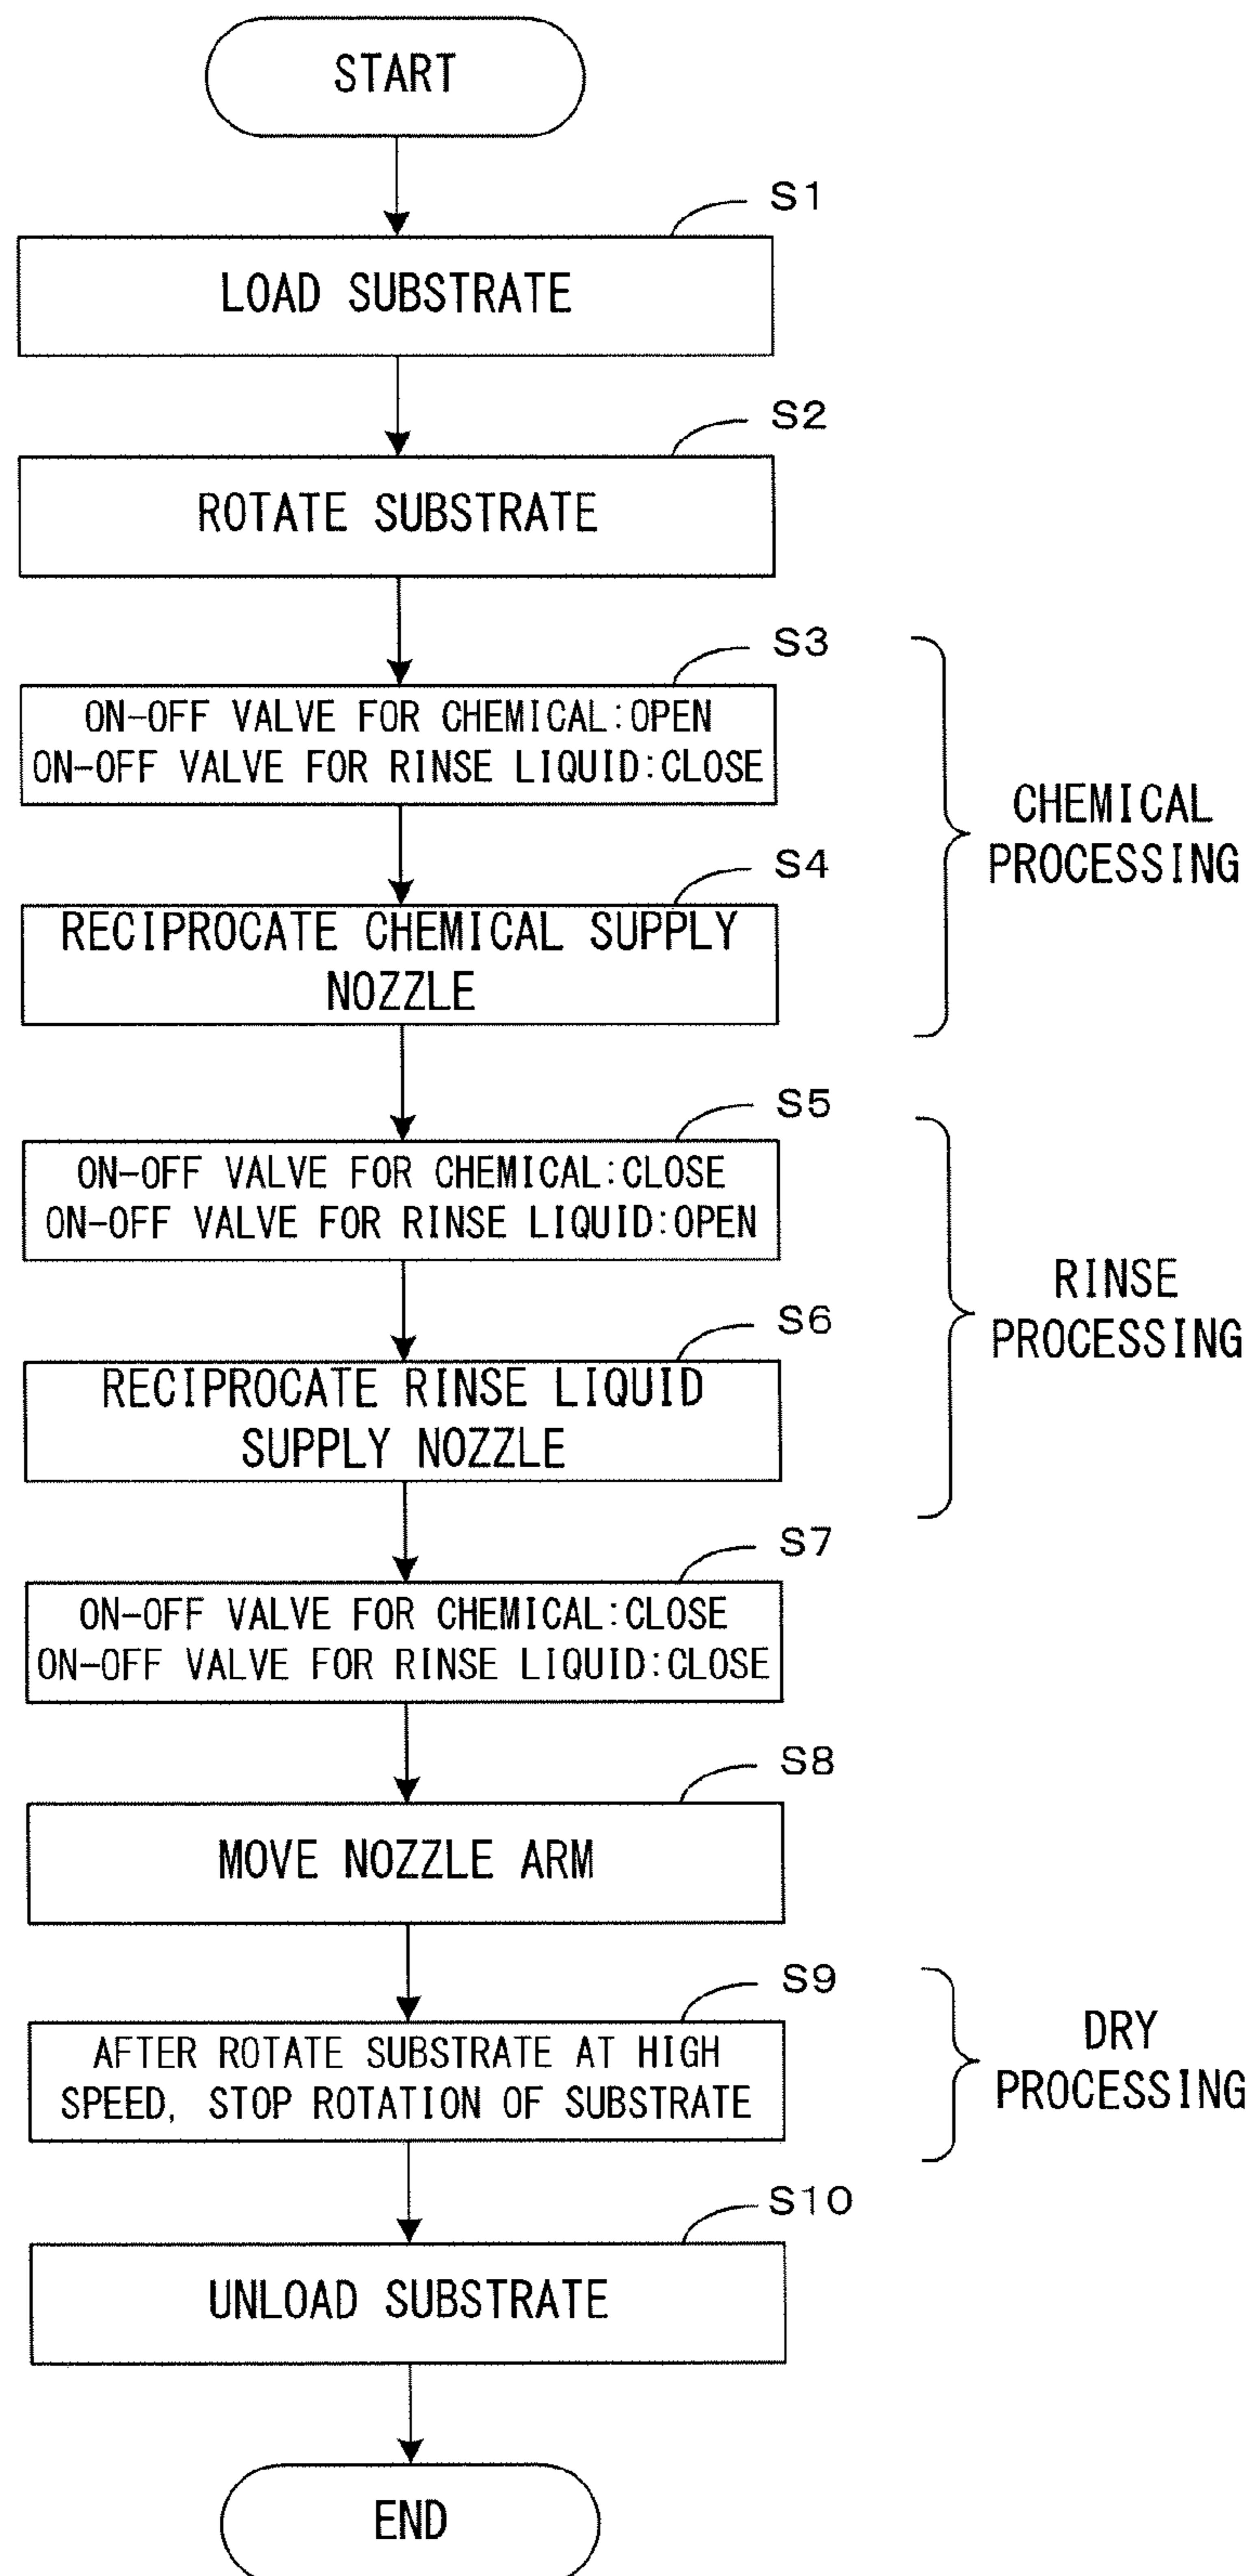 START
S1
LOAD SUBSTRATE
S2
ROTATE SUBSTRATE
S3
ON-OFF VALVE FOR CHEMICAL:OPEN
ON-OFF VALVE FOR RINSE LIQUID:CLOSE
CHEMICAL
PROCESSING
S4
RECIPROCATE CHEMICAL SUPPLY
NOZZLE
S5
ON-OFF VALVE FOR CHEMICAL:CLOSE
ON-OFF VALVE FOR RINSE LIQUID:OPEN
RINSE
PROCESSING
S6
RECIPROCATE RINSE LIQUID
SUPPLY NOZZLE
S7
ON-OFF VALVE FOR CHEMICAL:CLOSE
ON-OFF VALVE FOR RINSE LIQUID:CLOSE
S8
MOVE NOZZLE ARM
S9
AFTER ROTATE SUBSTRATE AT HIGH
SPEED, STOP ROTATION OF SUBSTRATE
DRY
PROCESSING
S10
UNLOAD SUBSTRATE
END